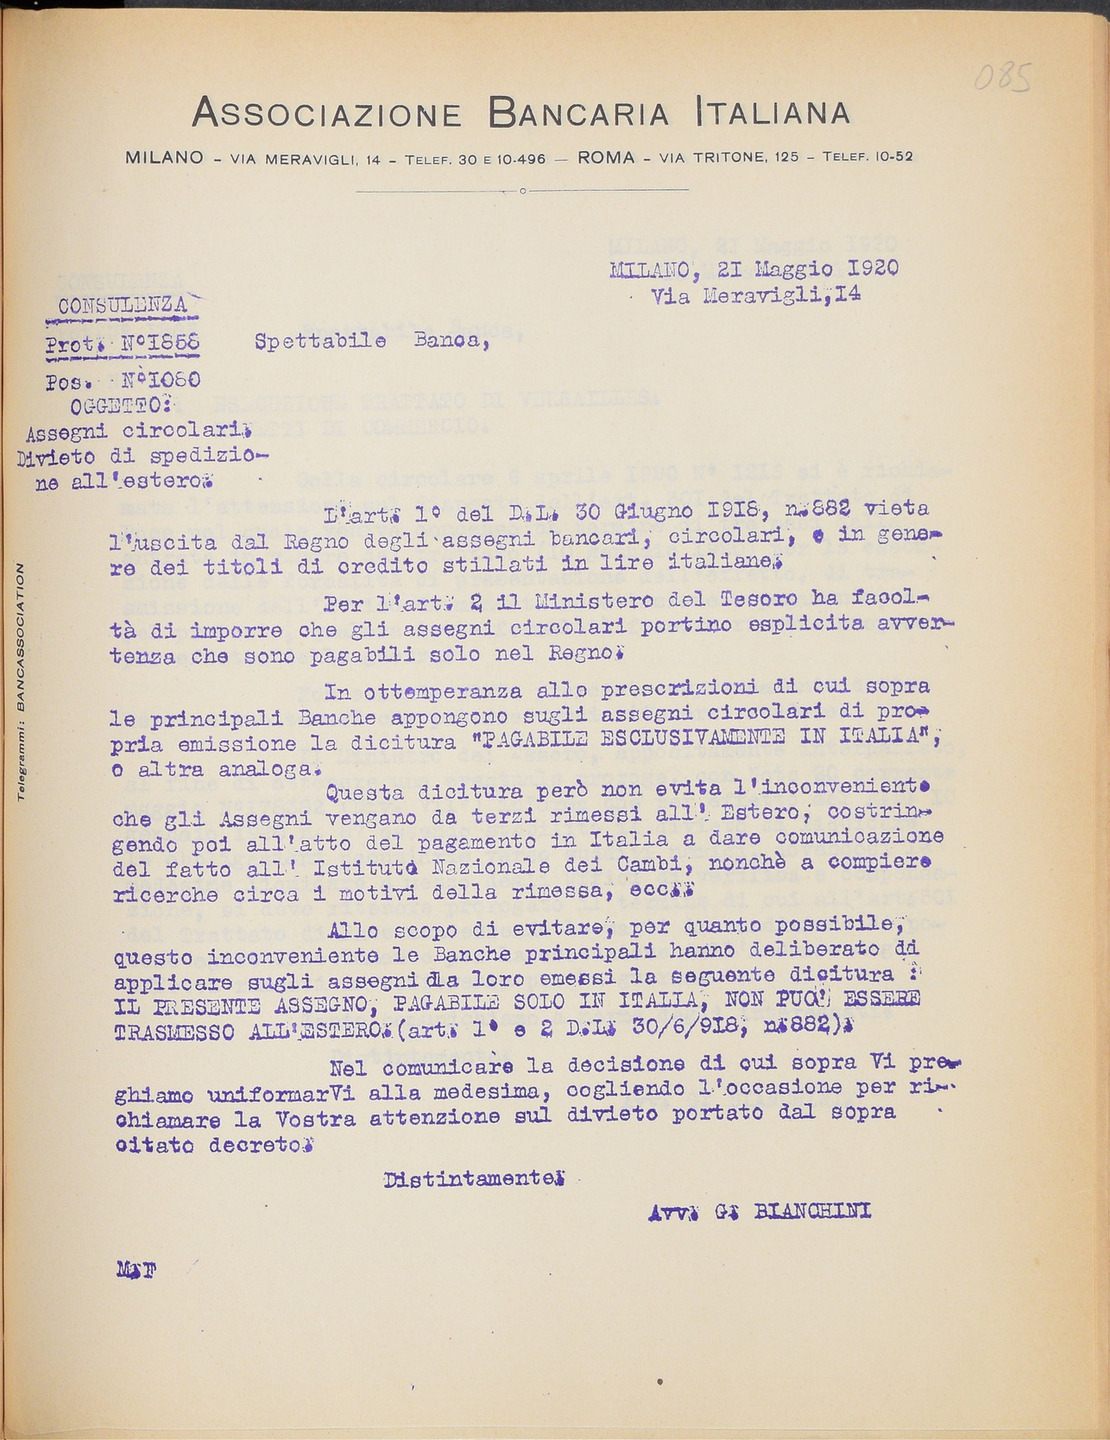 085
ASSOCIAZIONE BANCARIA ITALIANA
MILANO – VIA MERAVIGLI, 14 – TELEF. 30 E 10-496 — ROMA – VIA TRITONE, 125 – TELEF. 10-52
MILANO, 21 Maggio 1920
Via Meravigli,14
CONSULENZA
Prot. N°1858
Spettabile Banca,
Pos. N°1080
OGGETTO:
Assegni circolari.
Divieto di spedizio-
ne all'estero.
L'art. 1° del D.L. 30 Giugno 1918, n.882 vieta
l'uscita dal Regno degli assegni bancari, circolari, e in gene-
re dei titoli di credito stillati in lire italiane.
Per l'art. 2 il Ministero del Tesoro ha facol-
tà di imporre che gli assegni circolari portino esplicita avver-
tenza che sono pagabili solo nel Regno.
In ottemperanza allo prescrizioni di cui sopra
le principali Banche appongono sugli assegni circolari di pro-
pria emissione la dicitura "PAGABILE ESCLUSIVAMENTE IN ITALIA",
o altra analoga.
Questa dicitura però non evita l'inconveniente
che gli Assegni vengano da terzi rimessi all' Estero, costrin-
gendo poi all'atto del pagamento in Italia a dare comunicazione
del fatto all' Istituto Nazionale dei Cambi, nonchè a compiere
ricerche circa i motivi della rimessa, ecc..
Allo scopo di evitare, per quanto possibile,
questo inconveniente le Banche principali hanno deliberato di
applicare sugli assegni da loro emessi la seguente dicitura :
IL PRESENTE ASSEGNO, PAGABILE SOLO IN ITALIA, NON PUO' ESSERE
TRASMESSO ALL'ESTERO.(art. 1° e 2 D.L. 30/6/918, n.882).
Nel comunicare la decisione di cui sopra Vi pre-
ghiamo uniformarVi alla medesima, cogliendo l'occasione per ri-
chiamare la Vostra attenzione sul divieto portato dal sopra
citato decreto.
Distintamente.
Avv. G. BIANCHINI
M.F
Telegrammi: BANCASSOCIATION